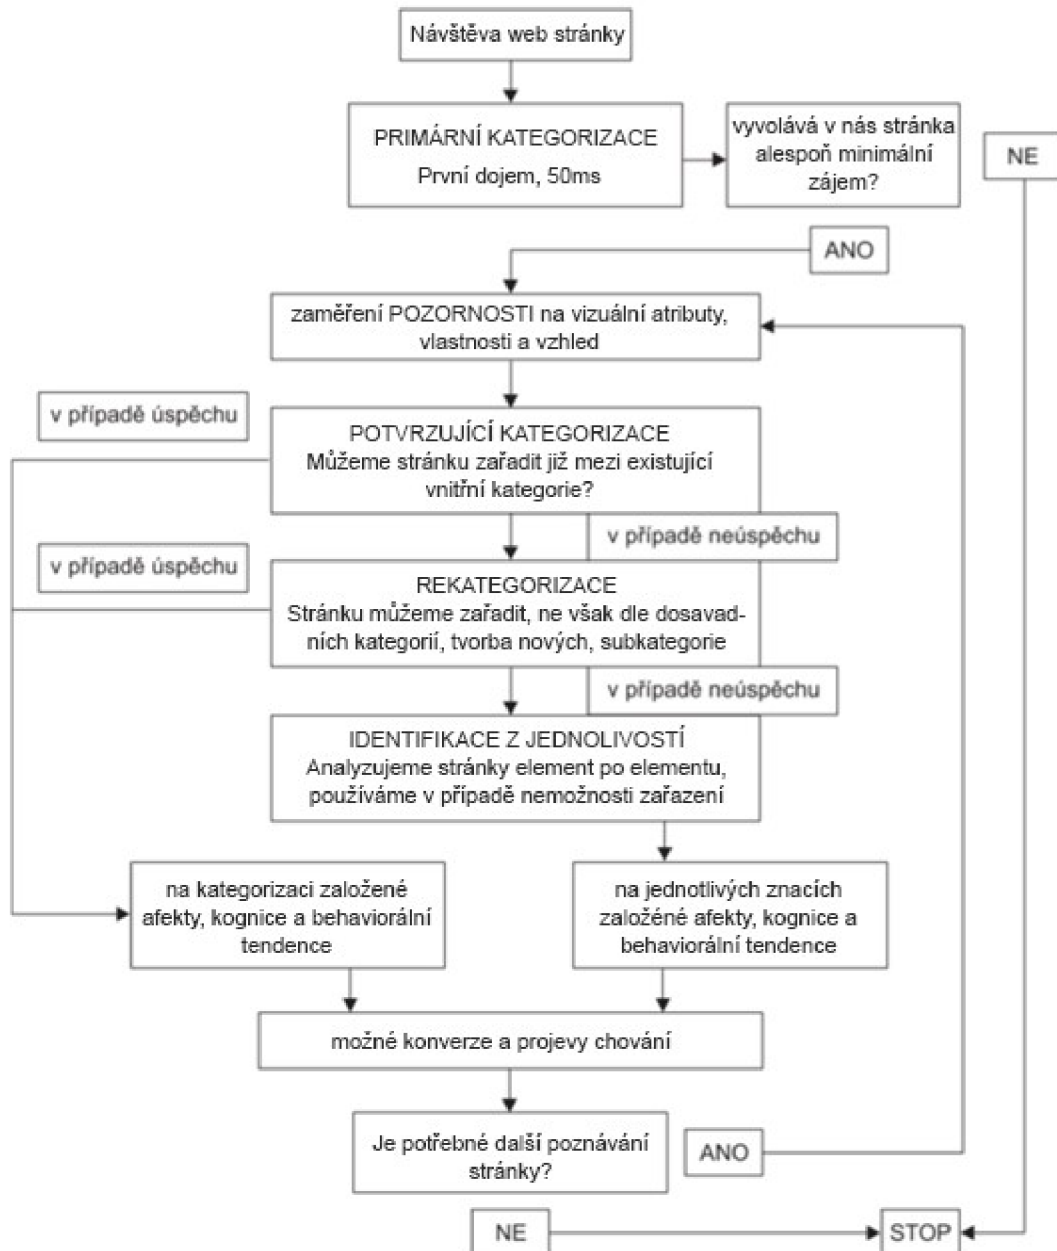 Návštěva web stránky
PRIMÁRNÍ KATEGORIZACE
První dojem, 50ms
vyvolává v nás stránka
alespoň minimální
zájem?
NE
ANO
zaměření POZORNOSTI na vizuální atributy,
vlastnosti a vzhled
v případě úspěchu
POTVRZUJÍCÍ KATEGORIZACE
Můžeme stránku zařadit již mezi existující
vnitřní kategorie?
v případě neúspěchu
v případě úspěchu
REKATEGORIZACE
Stránku můžeme zařadit, ne však dle dosavad-
ních kategorií, tvorba nových, subkategorie
v případě neúspěchu
IDENTIFIKACE Z JEDNOLIVOSTÍ
Analyzujeme stránky element po elementu,
používáme v případě nemožnosti zařazení
na kategorizaci založené
afekty, kognice a behaviorální
tendence
na jednotlivých znacích
založéné afekty, kognice a
behaviorální tendence
možné konverze a projevy chování
Je potřebné další poznávání
stránky?
ANO
NE
STOP